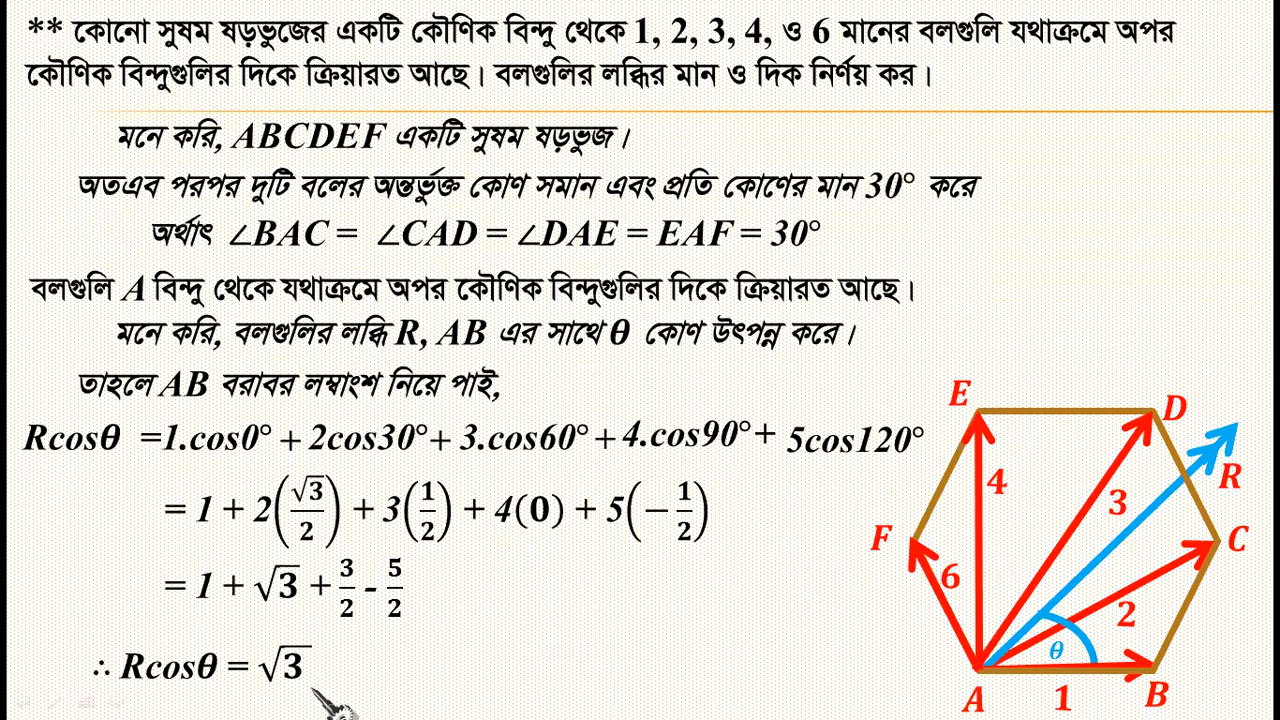 ** কোনো সুষম ষড়ভুজের একটি কৌণিক বিন্দু থেকে 1, 2, 3, 4, ও 6 মানের বলগুলি যথাক্রমে অপর
কৌণিক বিন্দুগুলির দিকে ক্রিয়ারত আছে। বলগুলির লব্ধির মান ও দিক নির্ণয় কর।
মনে করি, ABCDEF একটি সুষম ষড়ভুজ।
অতএব পরপর দুটি বলের অন্তর্ভুক্ত কোণ সমান এবং প্রতি কোণের মান 30° করে
অর্থাৎ ∠BAC = ∠CAD = ∠DAE = EAF = 30°
বলগুলি A বিন্দু থেকে যথাক্রমে অপর কৌণিক বিন্দুগুলির দিকে ক্রিয়ারত আছে।
মনে করি, বলগুলির লব্ধি R, AB এর সাথে θ কোণ উৎপন্ন করে।
তাহলে AB বরাবর লম্বাংশ নিয়ে পাই,
Rcosθ =1.cos0° + 2cos30° + 3.cos60° + 4.cos90° + 5cos120°
= 1 + 2(√3/2) + 3(1/2) + 4(0) + 5(−1/2)
= 1 + √3 + 3/2 - 5/2
∴ Rcosθ = √3
E
D
R
4
3
F
C
6
2
θ
A
1
B